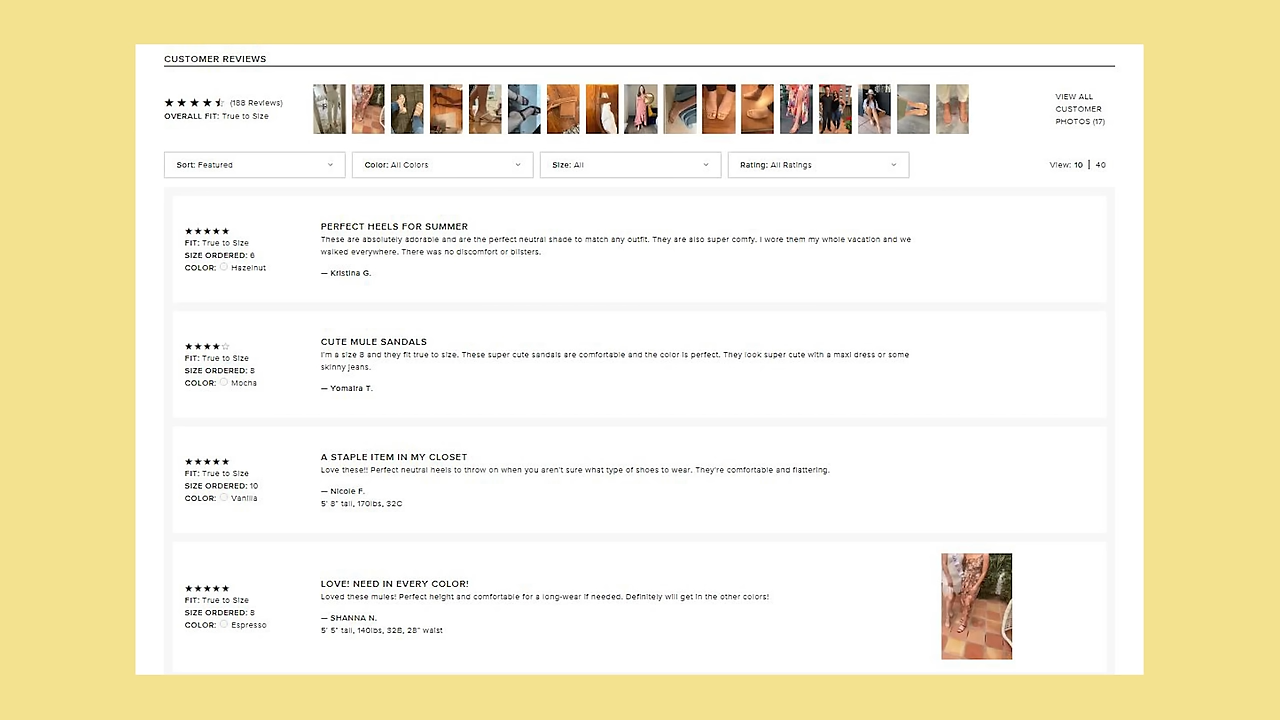 CUSTOMER REVIEWS
★★★★⯪ (188 Reviews)
OVERALL FIT: True to Size
VIEW ALL
CUSTOMER
PHOTOS (17)
Sort: Featured
Color: All Colors
Size: All
Rating: All Ratings
View: 10 | 40
★★★★★
FIT: True to Size
SIZE ORDERED: 6
COLOR: Hazelnut
PERFECT HEELS FOR SUMMER
These are absolutely adorable and are the perfect neutral shade to match any outfit. They are also super comfy. I wore them my whole vacation and we
walked everywhere. There was no discomfort or blisters.
— Kristina G.
★★★★☆
FIT: True to Size
SIZE ORDERED: 8
COLOR: Mocha
CUTE MULE SANDALS
I'm a size 8 and they fit true to size. These super cute sandals are comfortable and the color is perfect. They look super cute with a maxi dress or some
skinny jeans.
— Yomaira T.
★★★★★
FIT: True to Size
SIZE ORDERED: 10
COLOR: Vanilla
A STAPLE ITEM IN MY CLOSET
Love these!! Perfect neutral heels to throw on when you aren't sure what type of shoes to wear. They're comfortable and flattering.
— Nicole F.
5' 8" tall, 170lbs, 32C
★★★★★
FIT: True to Size
SIZE ORDERED: 8
COLOR: Espresso
LOVE! NEED IN EVERY COLOR!
Loved these mules! Perfect height and comfortable for a long-wear if needed. Definitely will get in the other colors!
— SHANNA N.
5' 5" tall, 140lbs, 32B, 28" waist